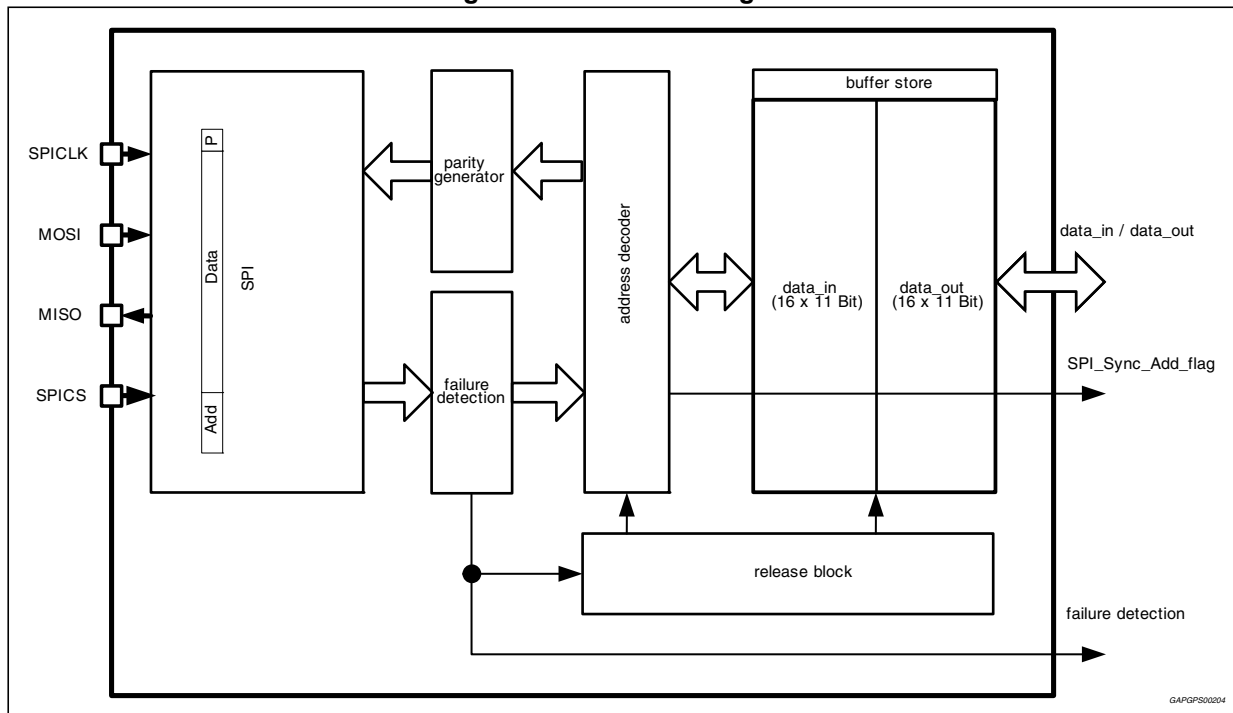 buffer store
SPICLK
MOSI
MISO
SPICS
P
Data
Add
SPI
parity
generator
failure
detection
address decoder
data_in
(16 x 11 Bit)
data_out
(16 x 11 Bit)
data_in / data_out
SPI_Sync_Add_flag
release block
failure detection
GAPGPS00204